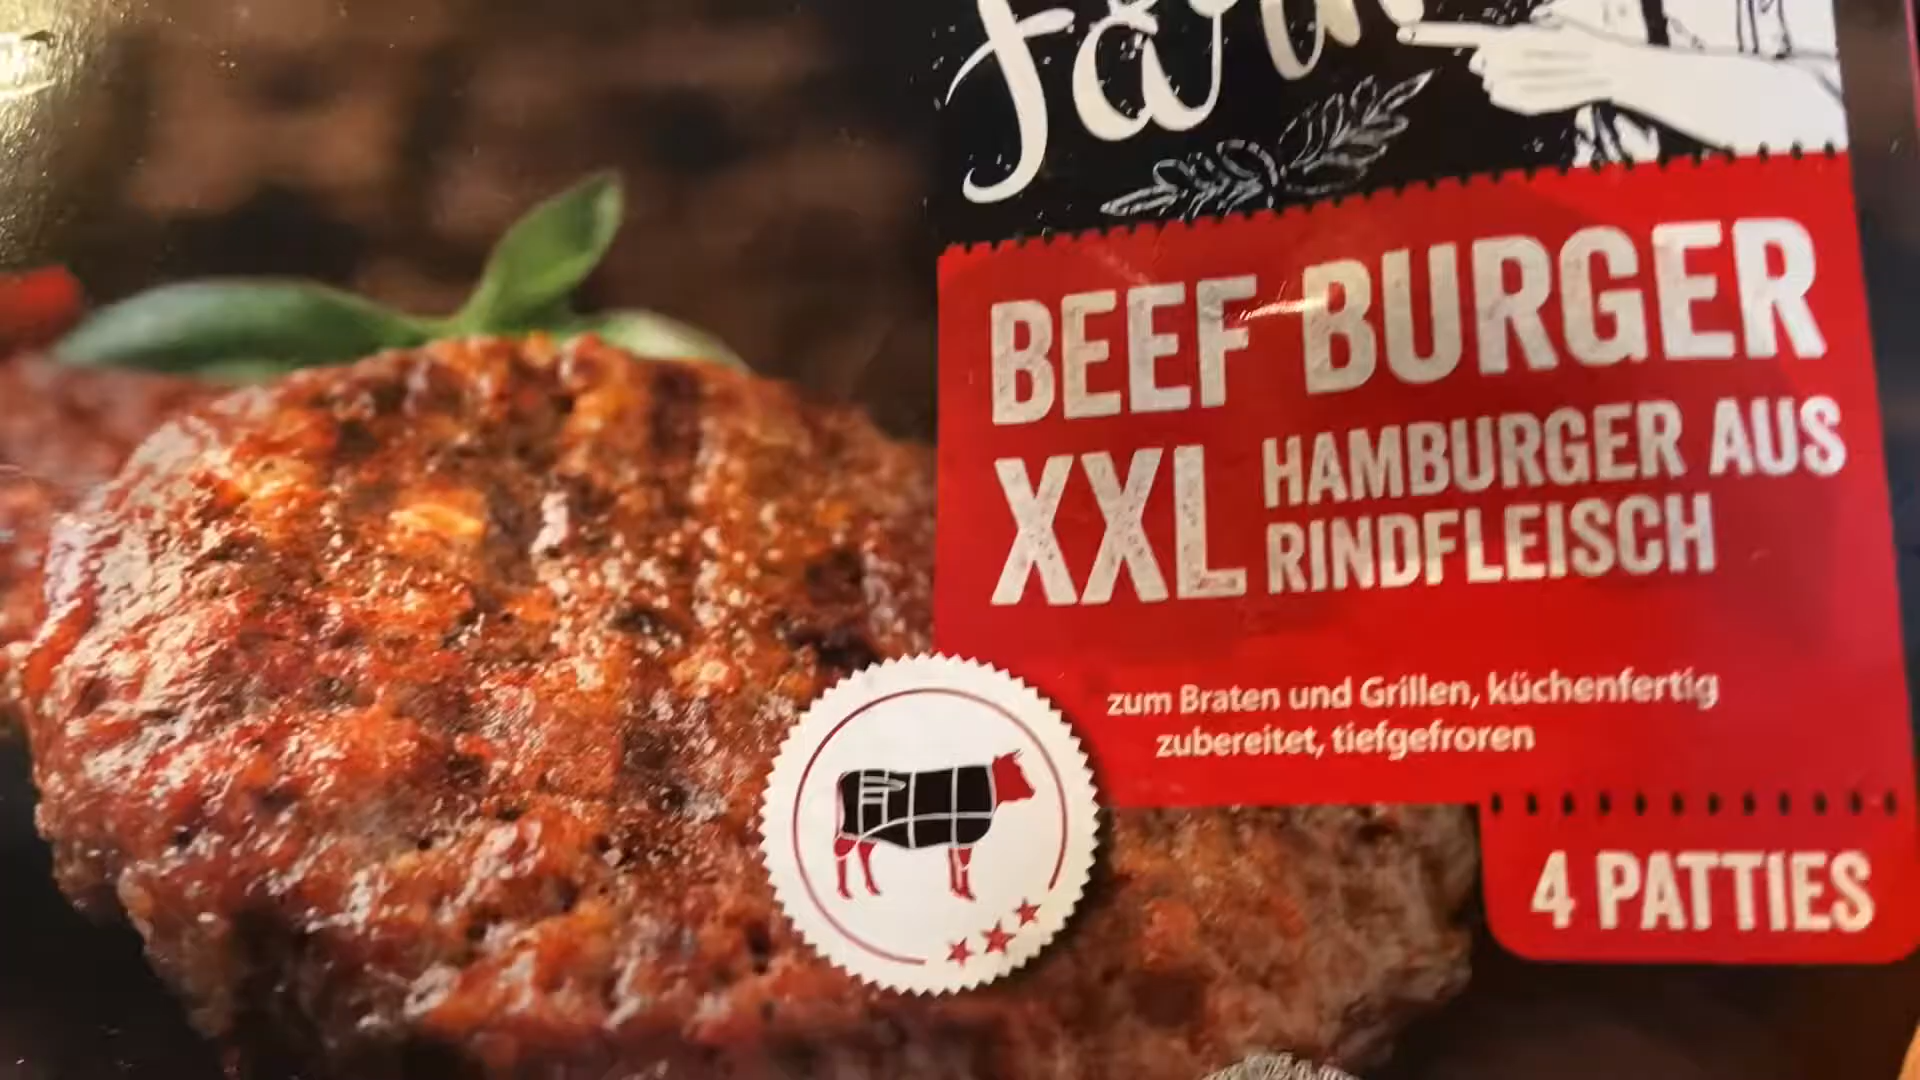 BEEF BURGER
XXL HAMBURGER AUS
RINDFLEISCH
zum Braten und Grillen, küchenfertig
zubereitet, tiefgefroren
4 PATTIES